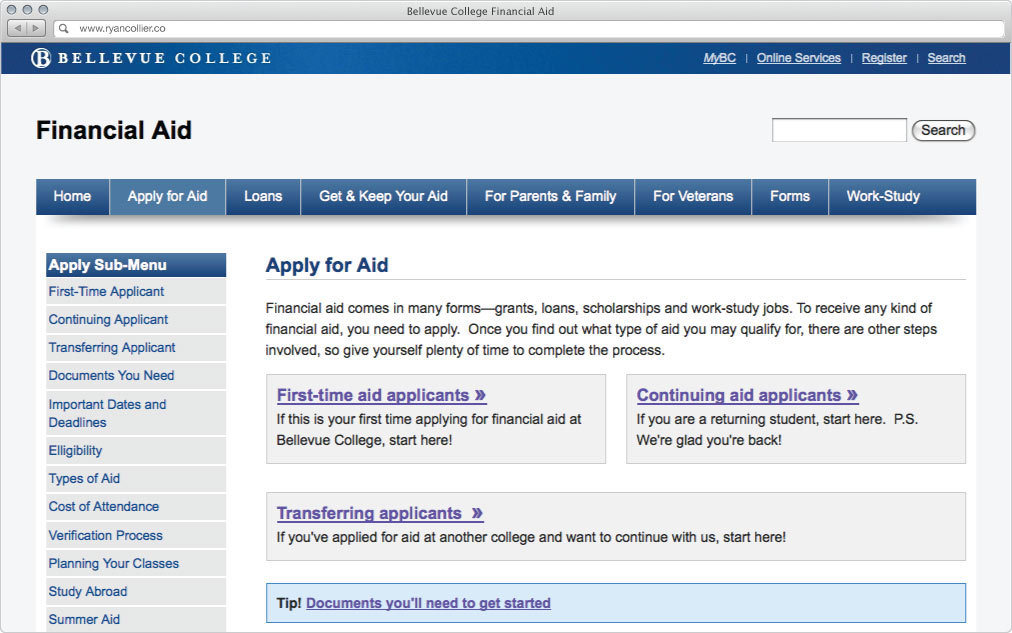 Bellevue College Financial Aid
www.ryancollier.co
B BELLEVUE COLLEGE
MyBC | Online Services | Register | Search
Financial Aid
Search
Home
Apply for Aid
Loans
Get & Keep Your Aid
For Parents & Family
For Veterans
Forms
Work-Study
Apply Sub-Menu
First-Time Applicant
Continuing Applicant
Transferring Applicant
Documents You Need
Important Dates and
Deadlines
Elligibility
Types of Aid
Cost of Attendance
Verification Process
Planning Your Classes
Study Abroad
Summer Aid
Apply for Aid
Financial aid comes in many forms—grants, loans, scholarships and work-study jobs. To receive any kind of
financial aid, you need to apply.  Once you find out what type of aid you may qualify for, there are other steps
involved, so give yourself plenty of time to complete the process.
First-time aid applicants »
If this is your first time applying for financial aid at
Bellevue College, start here!
Continuing aid applicants »
If you are a returning student, start here.  P.S.
We're glad you're back!
Transferring applicants  »
If you've applied for aid at another college and want to continue with us, start here!
Tip! Documents you'll need to get started